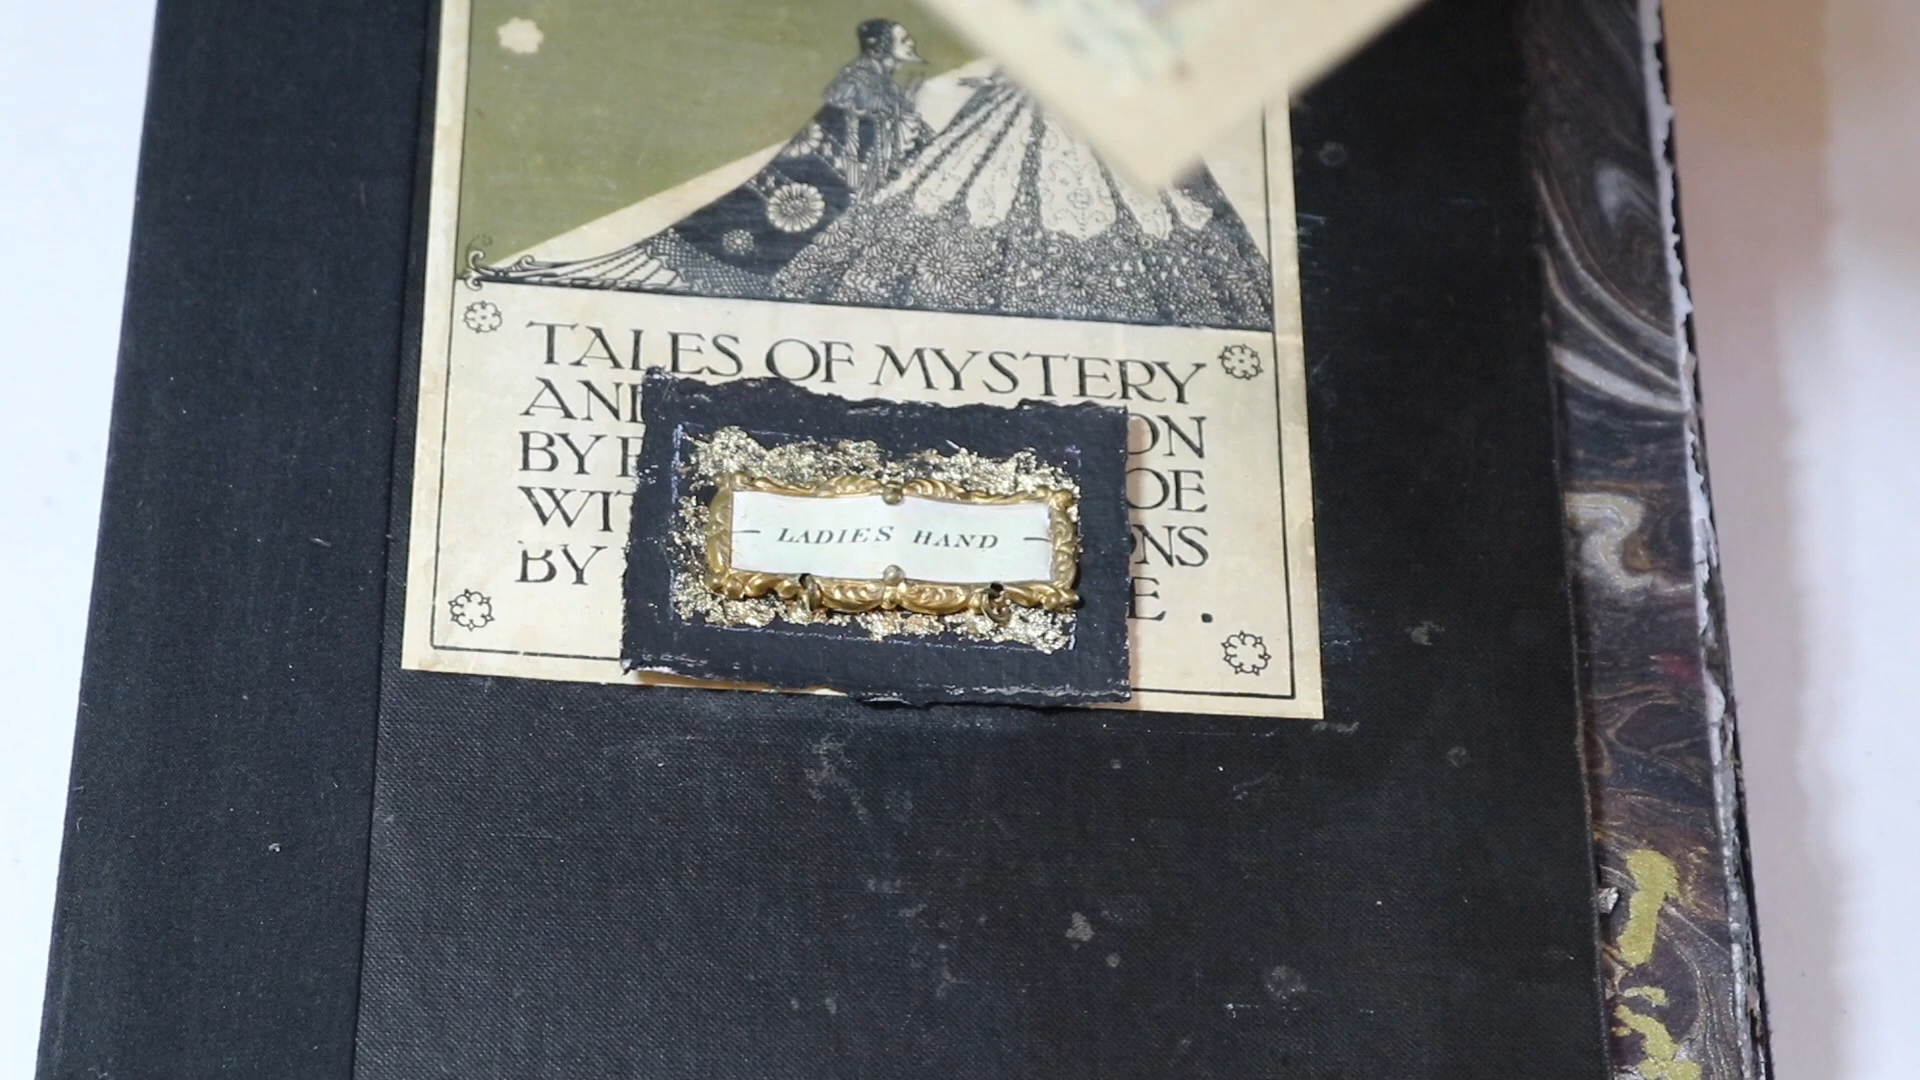 TALES OF MYSTERY
AN ON
BY OE
WIT NS
BY E .
— LADIES HAND —